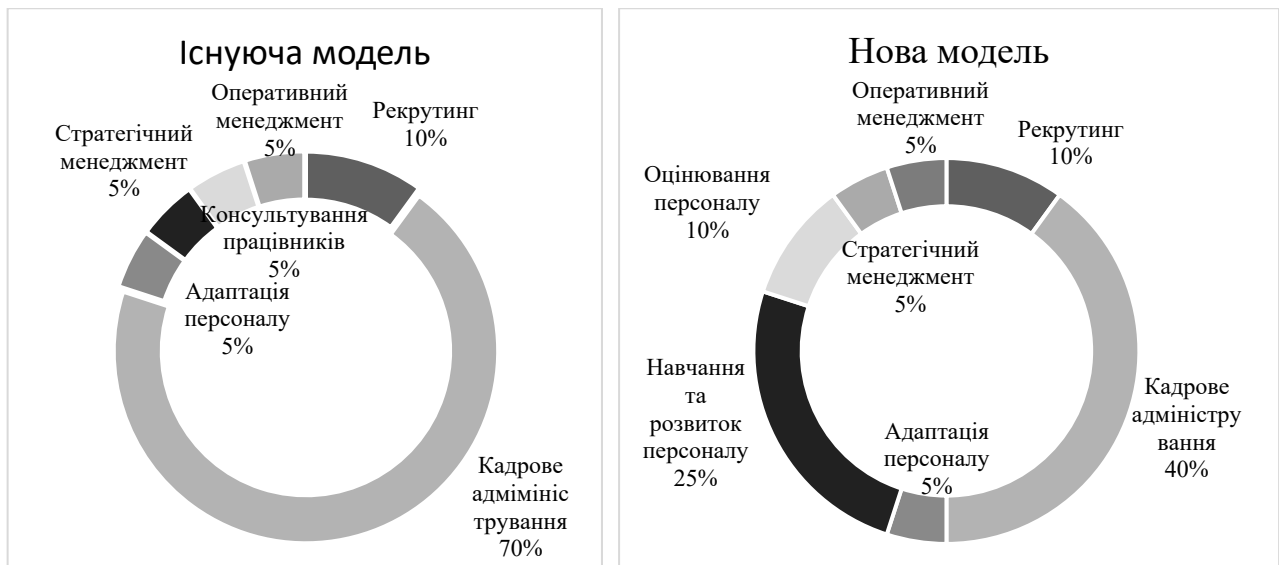 Існуюча модель
Оперативний
менеджмент
5%
Рекрутинг
10%
Стратегічний
менеджмент
5%
Консультування
працівників
5%
Адаптація
персоналу
5%
Кадрове
адмімініс
трування
70%
Нова модель
Оперативний
менеджмент
5%
Рекрутинг
10%
Оцінювання
персоналу
10%
Стратегічний
менеджмент
5%
Навчання
та
розвиток
персоналу
25%
Адаптація
персоналу
5%
Кадрове
адміністру
вання
40%